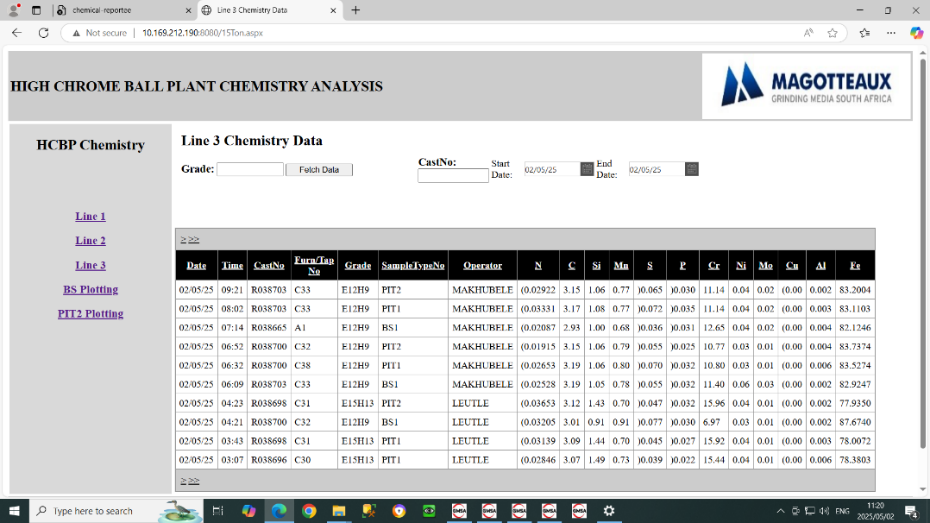 chemical-reportee
Line 3 Chemistry Data
Not secure
10.169.212.190:8080/15Ton.aspx
HIGH CHROME BALL PLANT CHEMISTRY ANALYSIS
MAGOTTEAUX
GRINDING MEDIA SOUTH AFRICA
HCBP Chemistry
Line 1
Line 2
Line 3
BS Plotting
PIT2 Plotting
Line 3 Chemistry Data
Grade: Fetch Data CastNo: Start Date: 02/05/25 End Date: 02/05/25
> >>
Date Time CastNo Furn/Tap No Grade SampleTypeNo Operator N C Si Mn S P Cr Ni Mo Cu Al Fe
02/05/25 09:21 R038703 C33 E12H9 PIT2 MAKHUBELE (0.02922 3.15 1.06 0.77 )0.065 )0.030 11.14 0.04 0.02 (0.00 0.002 83.2004
02/05/25 08:02 R038703 C33 E12H9 PIT1 MAKHUBELE (0.03331 3.17 1.08 0.77 )0.072 )0.035 11.14 0.04 0.02 (0.00 0.003 83.1103
02/05/25 07:14 R038665 A1 E12H9 BS1 MAKHUBELE (0.02087 2.93 1.00 0.68 )0.036 )0.031 12.65 0.04 0.02 (0.00 0.004 82.1246
02/05/25 06:52 R038700 C32 E12H9 PIT2 MAKHUBELE (0.01915 3.15 1.06 0.79 )0.055 )0.025 10.77 0.03 0.01 (0.00 0.004 83.7374
02/05/25 06:32 R038700 C38 E12H9 PIT1 MAKHUBELE (0.02653 3.19 1.06 0.80 )0.070 )0.032 10.80 0.03 0.01 (0.00 0.006 83.5274
02/05/25 06:09 R038703 C33 E12H9 BS1 MAKHUBELE (0.02528 3.19 1.05 0.78 )0.055 )0.032 11.40 0.06 0.03 (0.00 0.002 82.9247
02/05/25 04:23 R038698 C31 E15H13 PIT2 LEUTLE (0.03653 3.12 1.43 0.70 )0.047 )0.032 15.96 0.04 0.01 (0.00 0.002 77.9350
02/05/25 04:21 R038700 C32 E12H9 BS1 LEUTLE (0.03205 3.01 0.91 0.91 )0.077 )0.030 6.97 0.03 0.01 (0.00 0.002 87.6740
02/05/25 03:43 R038698 C31 E15H13 PIT1 LEUTLE (0.03139 3.09 1.44 0.70 )0.045 )0.027 15.92 0.04 0.01 (0.00 0.003 78.0072
02/05/25 03:07 R038696 C30 E15H13 PIT1 LEUTLE (0.02846 3.07 1.49 0.73 )0.039 )0.022 15.44 0.04 0.01 (0.00 0.006 78.3803
> >>
Type here to search
ENG
11:20
2025/05/02